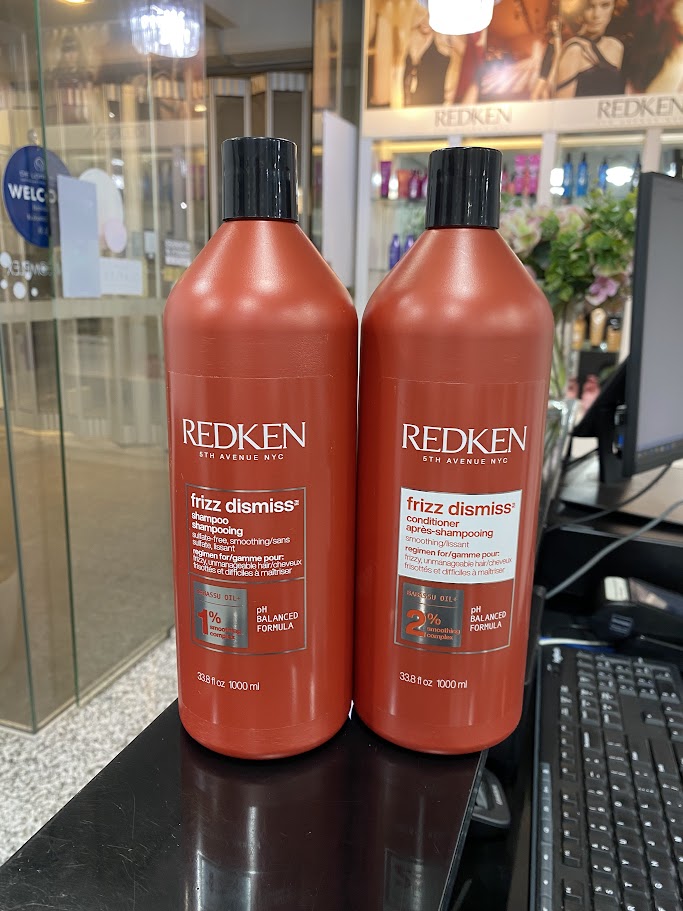 REDKEN
REDKEN
WELCO
REDKEN
5TH AVENUE NYC
frizz dismiss
shampoo
shampooing
sulfate-free, smoothing/sans
sulfate, lissant
regimen for/gamme pour:
frizzy, unmanageable hair/cheveux
frisottés et difficiles à maîtriser
BABASSU OIL+
1%
smoothing
complex
pH
BALANCED
FORMULA
33.8 fl oz 1000 ml
REDKEN
5TH AVENUE NYC
frizz dismiss
conditioner
après-shampooing
smoothing/lissant
regimen for/gamme pour:
frizzy, unmanageable hair/cheveux
frisottés et difficiles à maîtriser
BABASSU OIL+
2%
smoothing
complex
pH
BALANCED
FORMULA
33.8 fl oz 1000 ml